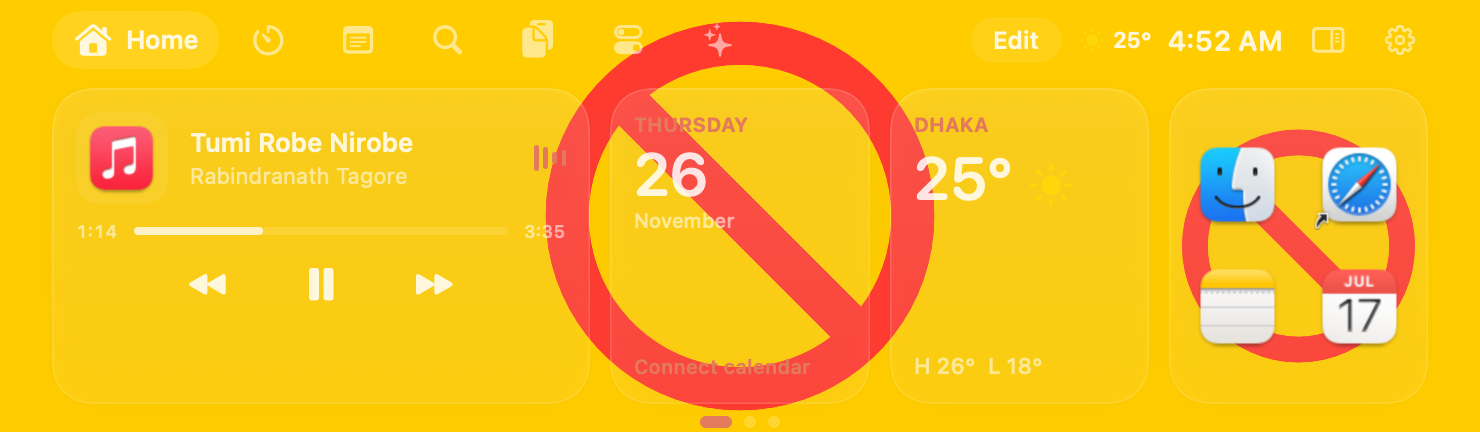 Home
Edit
25°
4:52 AM
Tumi Robe Nirobe
Rabindranath Tagore
1:14
3:35
THURSDAY
26
November
Connect calendar
DHAKA
25°
H 26° L 18°
JUL
17